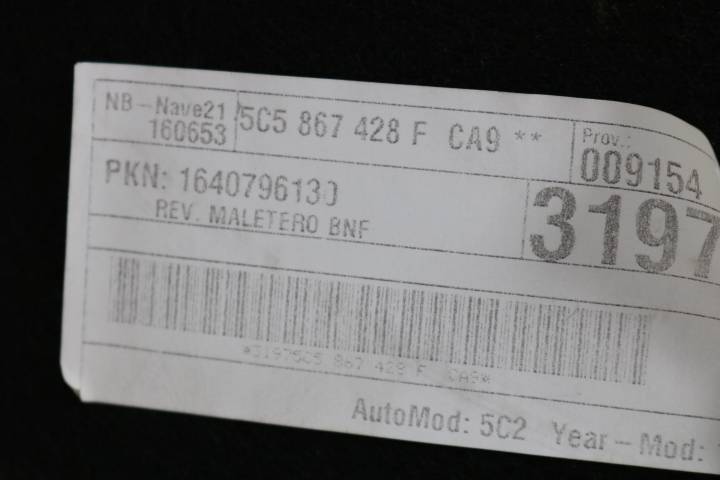 NB-Nave21
160653
5C5 867 428 F CA9 **
Prov.:
009154
PKN: 1640796130
REV. MALETERO BNF
3197
*31975C5 867 428 F CA9*
AutoMod: 5C2 Year-Mod: